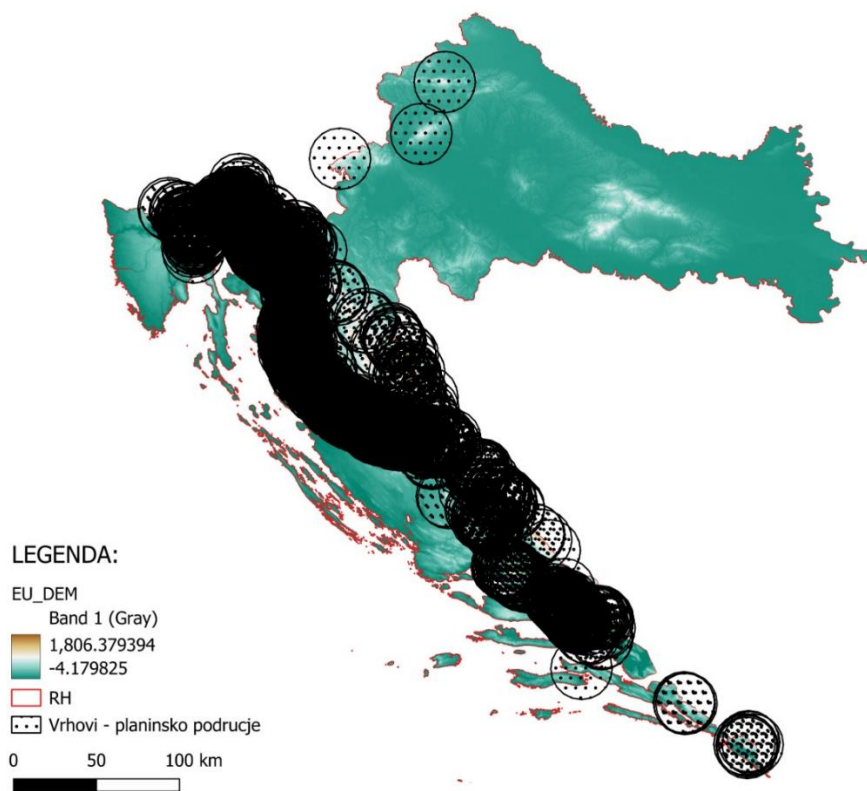 LEGENDA:
EU_DEM
Band 1 (Gray)
1,806.379394
-4.179825
RH
Vrhovi - planinsko podrucje
0 50 100 km